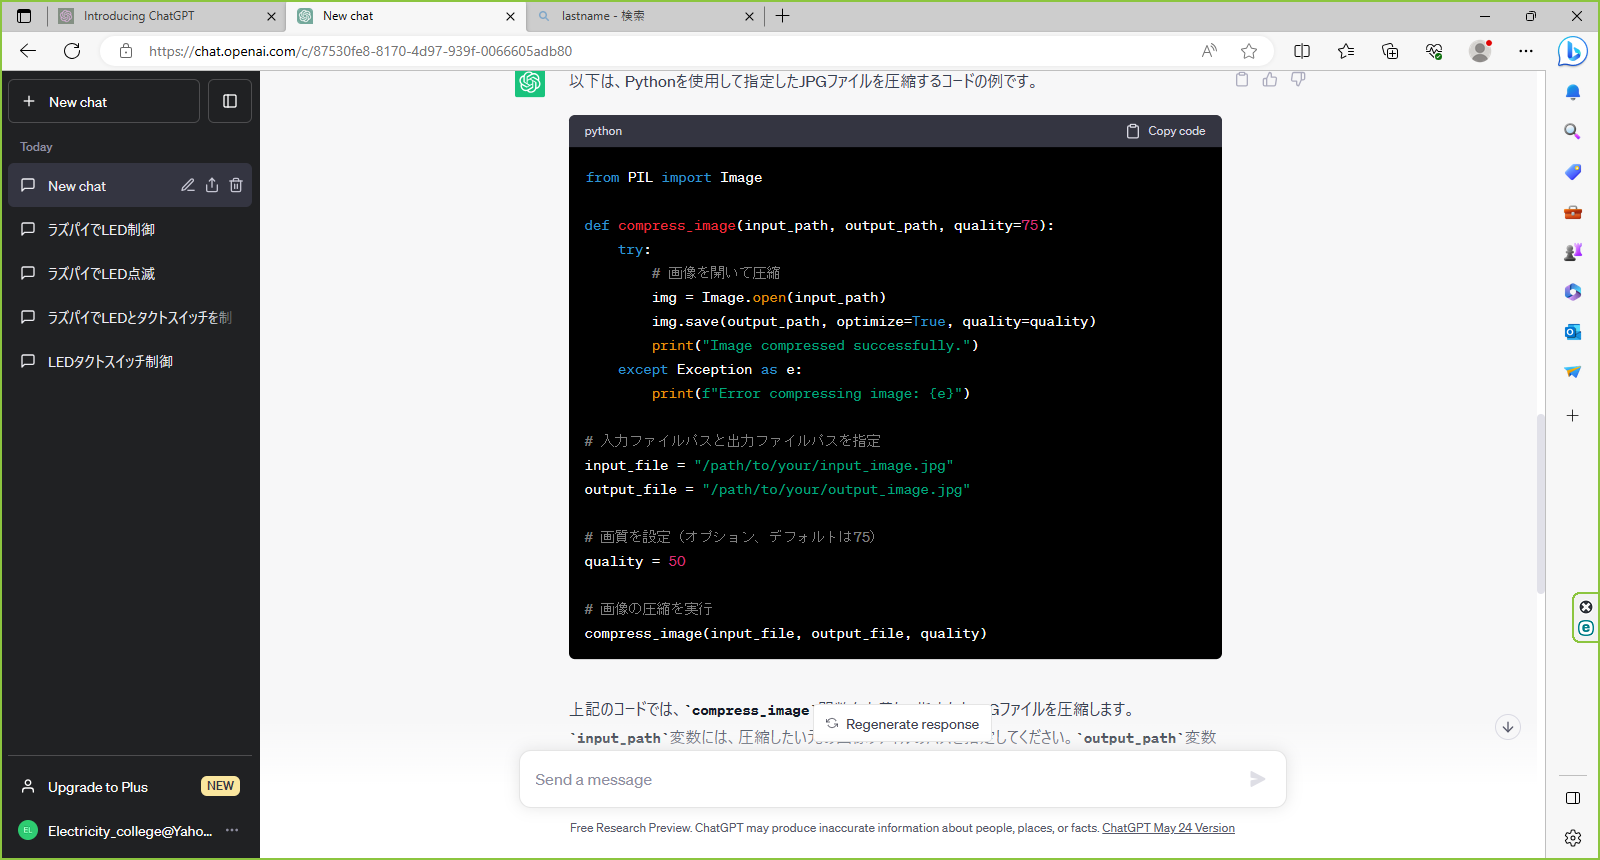 Introducing ChatGPT
New chat
lastname - 検索
https://chat.openai.com/c/87530fe8-8170-4d97-939f-0066605adb80
New chat
Today
New chat
ラズパイでLED制御
ラズパイでLED点滅
ラズパイでLEDとタクトスイッチを制
LEDタクトスイッチ制御
Upgrade to Plus
NEW
EL
Electricity_college@Yaho...
以下は、Pythonを使用して指定したJPGファイルを圧縮するコードの例です。
python
Copy code
from PIL import Image
def compress_image(input_path, output_path, quality=75):
try:
# 画像を開いて圧縮
img = Image.open(input_path)
img.save(output_path, optimize=True, quality=quality)
print("Image compressed successfully.")
except Exception as e:
print(f"Error compressing image: {e}")
# 入力ファイルパスと出力ファイルパスを指定
input_file = "/path/to/your/input_image.jpg"
output_file = "/path/to/your/output_image.jpg"
# 画質を設定（オプション、デフォルトは75）
quality = 50
# 画像の圧縮を実行
compress_image(input_file, output_file, quality)
上記のコードでは、`compress_image` Gファイルを圧縮します。
Regenerate response
`input_path`変数には、圧縮したい元 してください。`output_path`変数
Send a message
Free Research Preview. ChatGPT may produce inaccurate information about people, places, or facts. ChatGPT May 24 Version